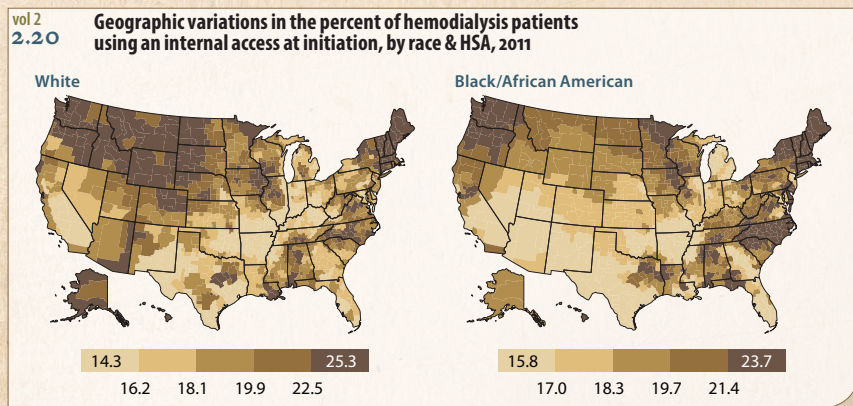 vol 2
2.20
Geographic variations in the percent of hemodialysis patients
using an internal access at initiation, by race & HSA, 2011
White
Black/African American
14.3 25.3
16.2 18.1 19.9 22.5
15.8 23.7
17.0 18.3 19.7 21.4